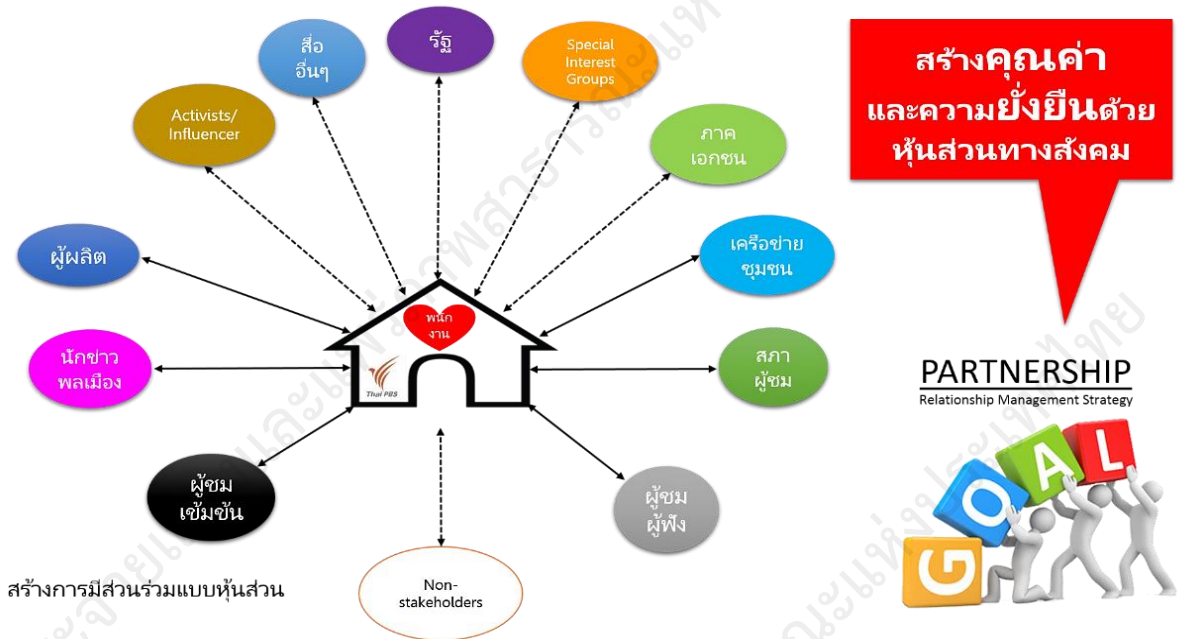 สื่อ
อื่นๆ
รัฐ
Special
Interest
Groups
Activists/
Influencer
ภาค
เอกชน
ผู้ผลิต
เครือข่าย
ชุมชน
พนัก
งาน
นักข่าว
พลเมือง
Thai PBS
สภา
ผู้ชม
ผู้ชม
เข้มข้น
ผู้ชม
ผู้ฟัง
Non-
stakeholders
สร้างการมีส่วนร่วมแบบหุ้นส่วน
สร้างคุณค่า
และความยั่งยืนด้วย
หุ้นส่วนทางสังคม
PARTNERSHIP
Relationship Management Strategy
GOAL